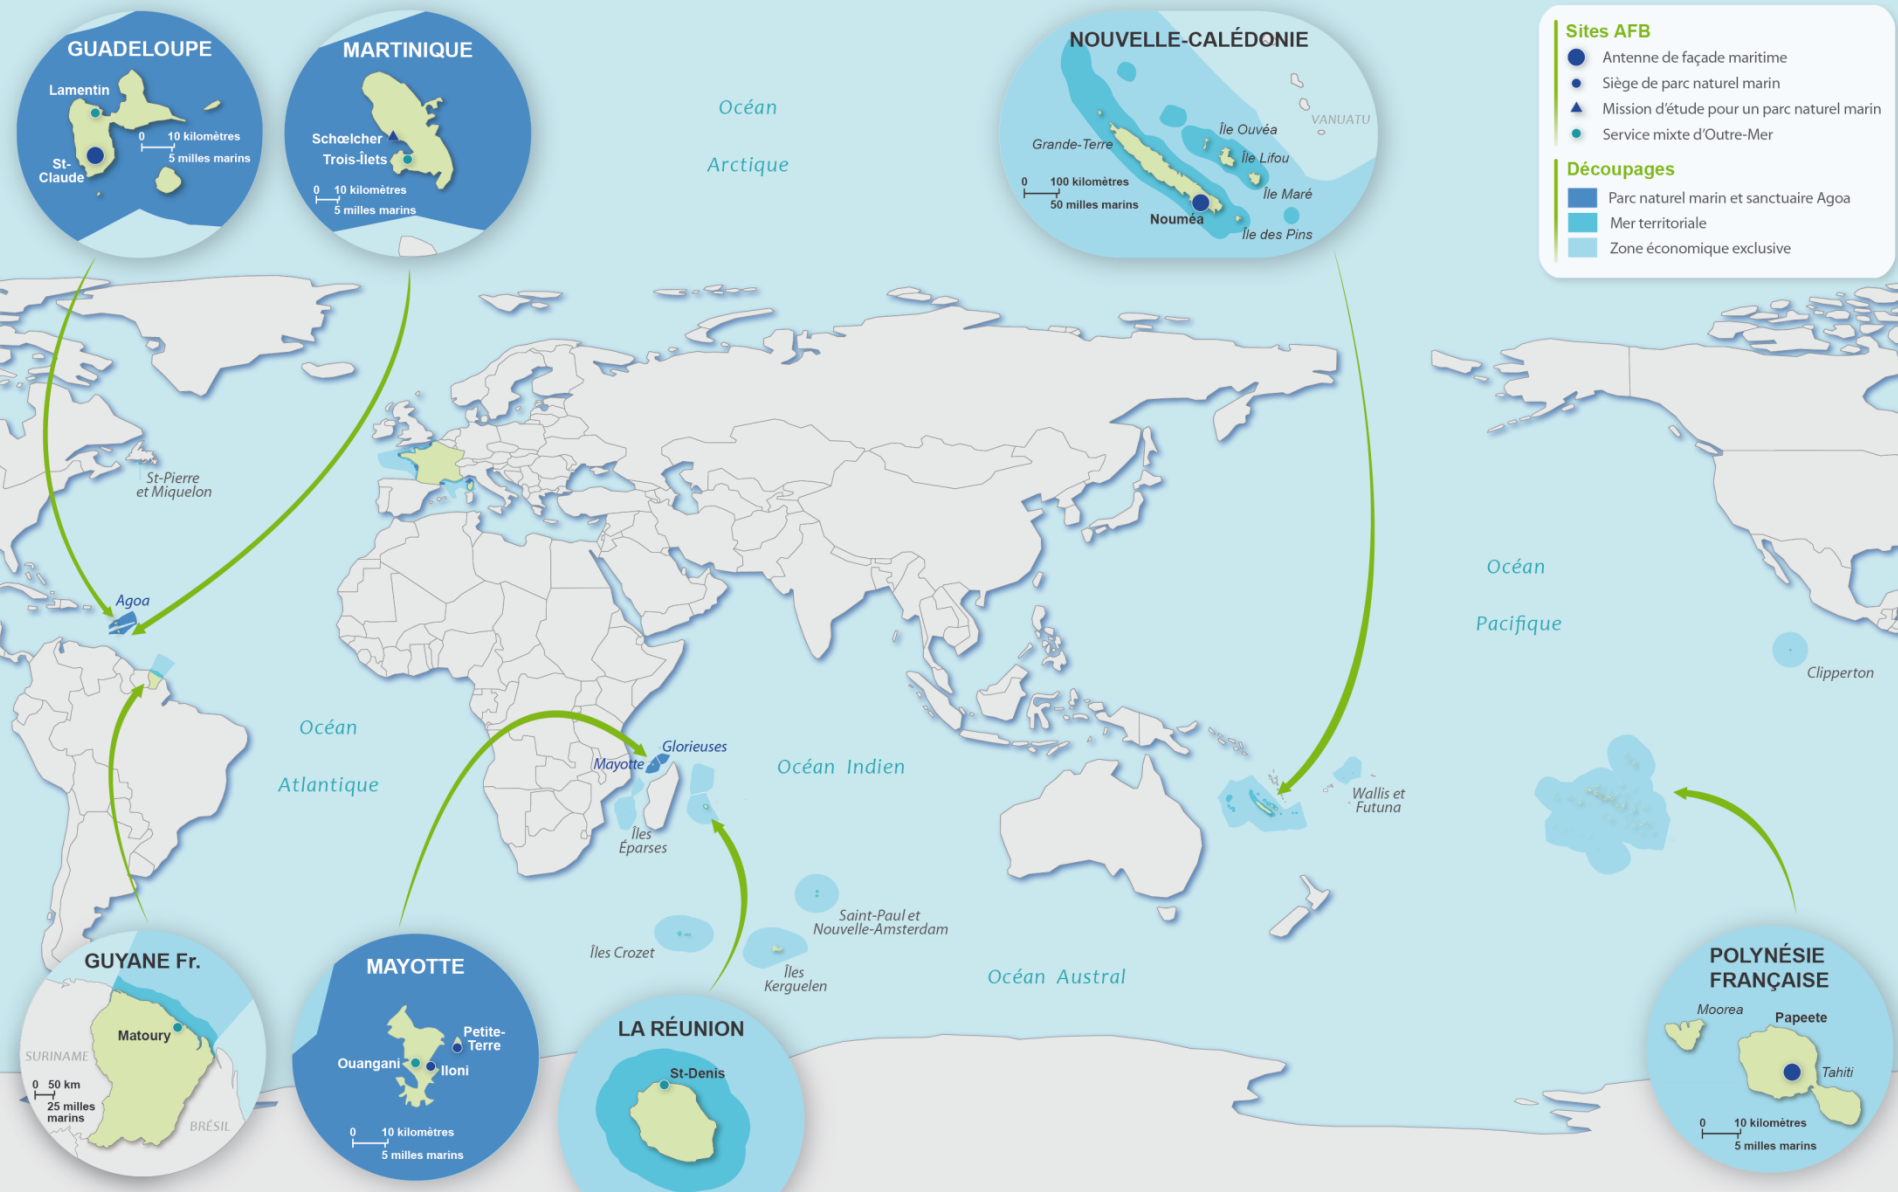 GUADELOUPE
Lamentin
0 10 kilomètres
5 milles marins
St-
Claude
MARTINIQUE
Schœlcher
Trois-Îlets
0 10 kilomètres
5 milles marins
Océan
Arctique
NOUVELLE-CALÉDONIE
VANUATU
Île Ouvéa
Grande-Terre
Île Lifou
0 100 kilomètres
50 milles marins
Île Maré
Nouméa
Île des Pins
Sites AFB
Antenne de façade maritime
Siège de parc naturel marin
Mission d'étude pour un parc naturel marin
Service mixte d'Outre-Mer
Découpages
Parc naturel marin et sanctuaire Agoa
Mer territoriale
Zone économique exclusive
St-Pierre
et Miquelon
Agoa
Océan
Pacifique
Clipperton
Océan
Atlantique
Glorieuses
Mayotte
Océan Indien
Îles
Éparses
Wallis et
Futuna
Saint-Paul et
Nouvelle-Amsterdam
Îles Crozet
Îles
Kerguelen
Océan Austral
GUYANE Fr.
Matoury
SURINAME
0 50 km
25 milles
marins
BRÉSIL
MAYOTTE
Petite-
Terre
Ouangani
Iloni
0 10 kilomètres
5 milles marins
LA RÉUNION
St-Denis
POLYNÉSIE
FRANÇAISE
Moorea
Papeete
Tahiti
0 10 kilomètres
5 milles marins